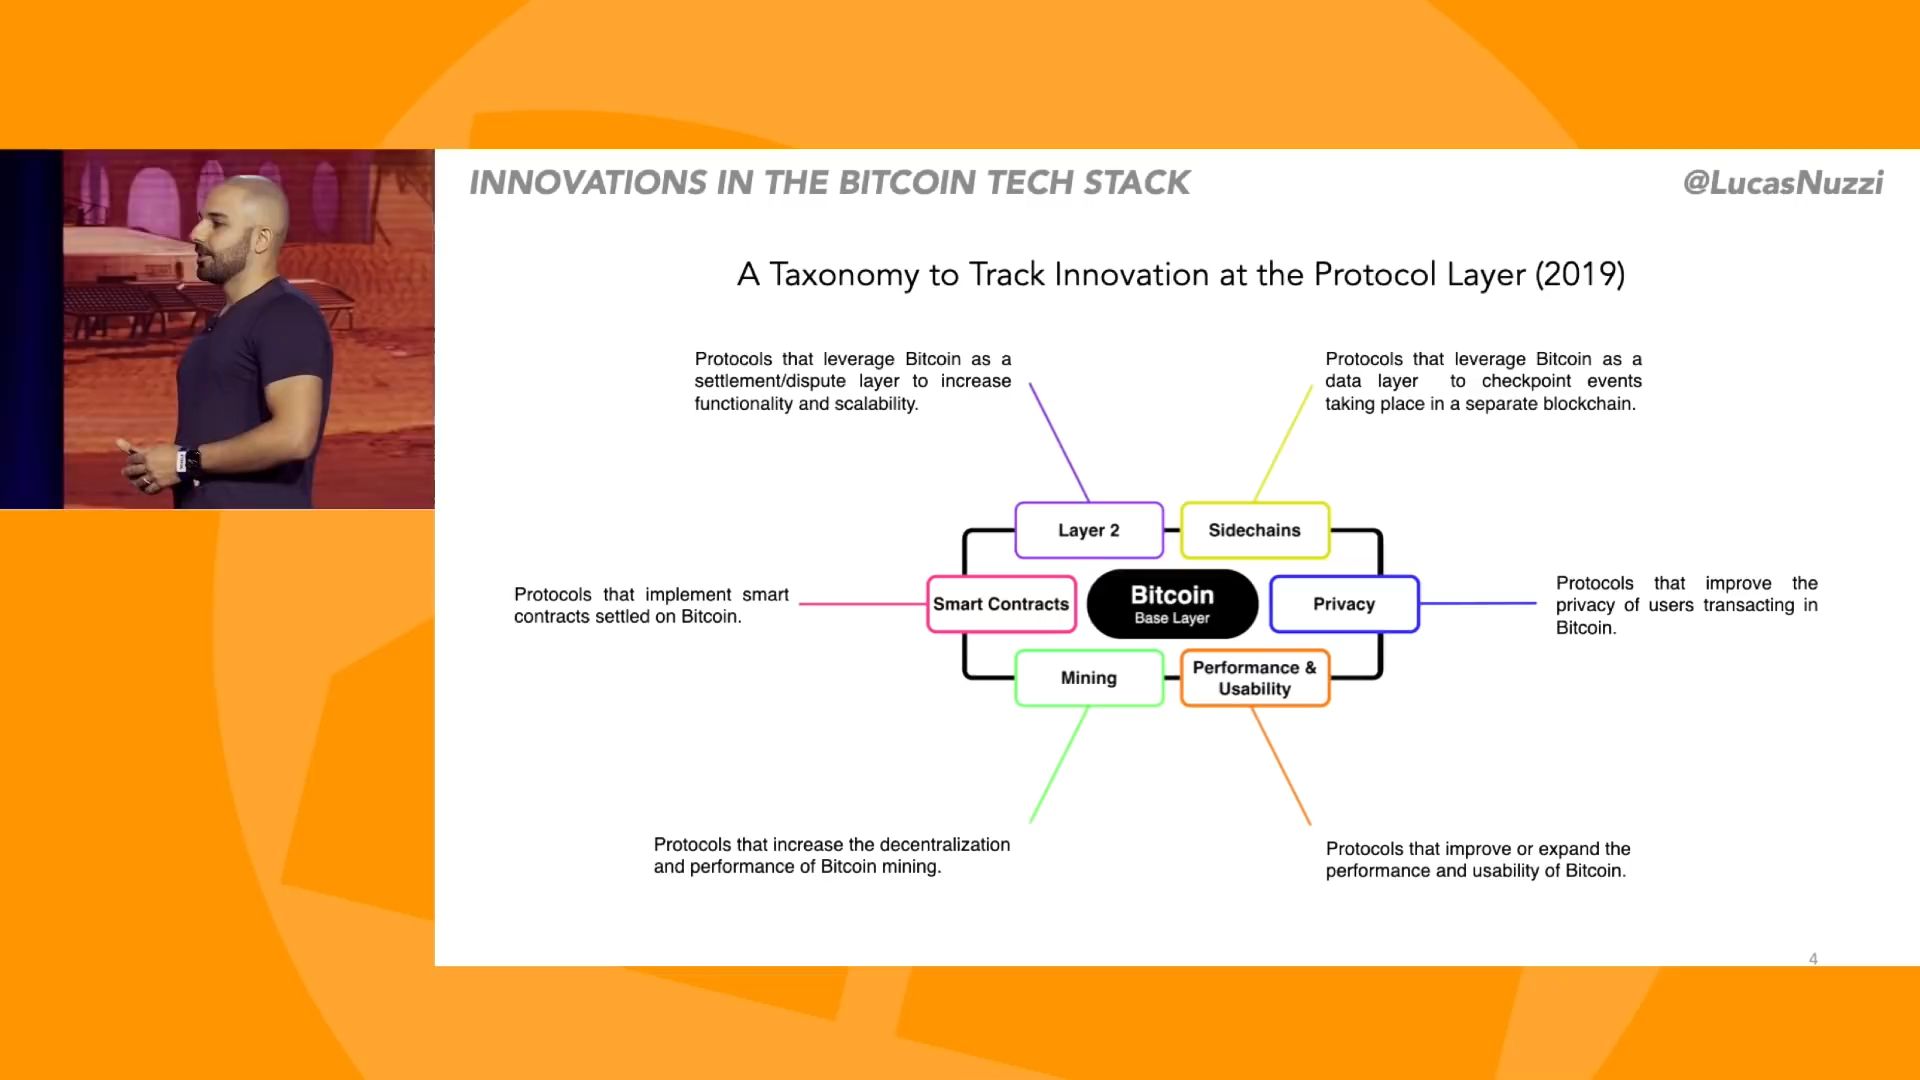 INNOVATIONS IN THE BITCOIN TECH STACK
@LucasNuzzi
A Taxonomy to Track Innovation at the Protocol Layer (2019)
Protocols that leverage Bitcoin as a
settlement/dispute layer to increase
functionality and scalability.
Protocols that leverage Bitcoin as a
data layer to checkpoint events
taking place in a separate blockchain.
Layer 2
Sidechains
Protocols that implement smart
contracts settled on Bitcoin.
Smart Contracts
Bitcoin
Base Layer
Privacy
Protocols that improve the
privacy of users transacting in
Bitcoin.
Mining
Performance &
Usability
Protocols that increase the decentralization
and performance of Bitcoin mining.
Protocols that improve or expand the
performance and usability of Bitcoin.
4